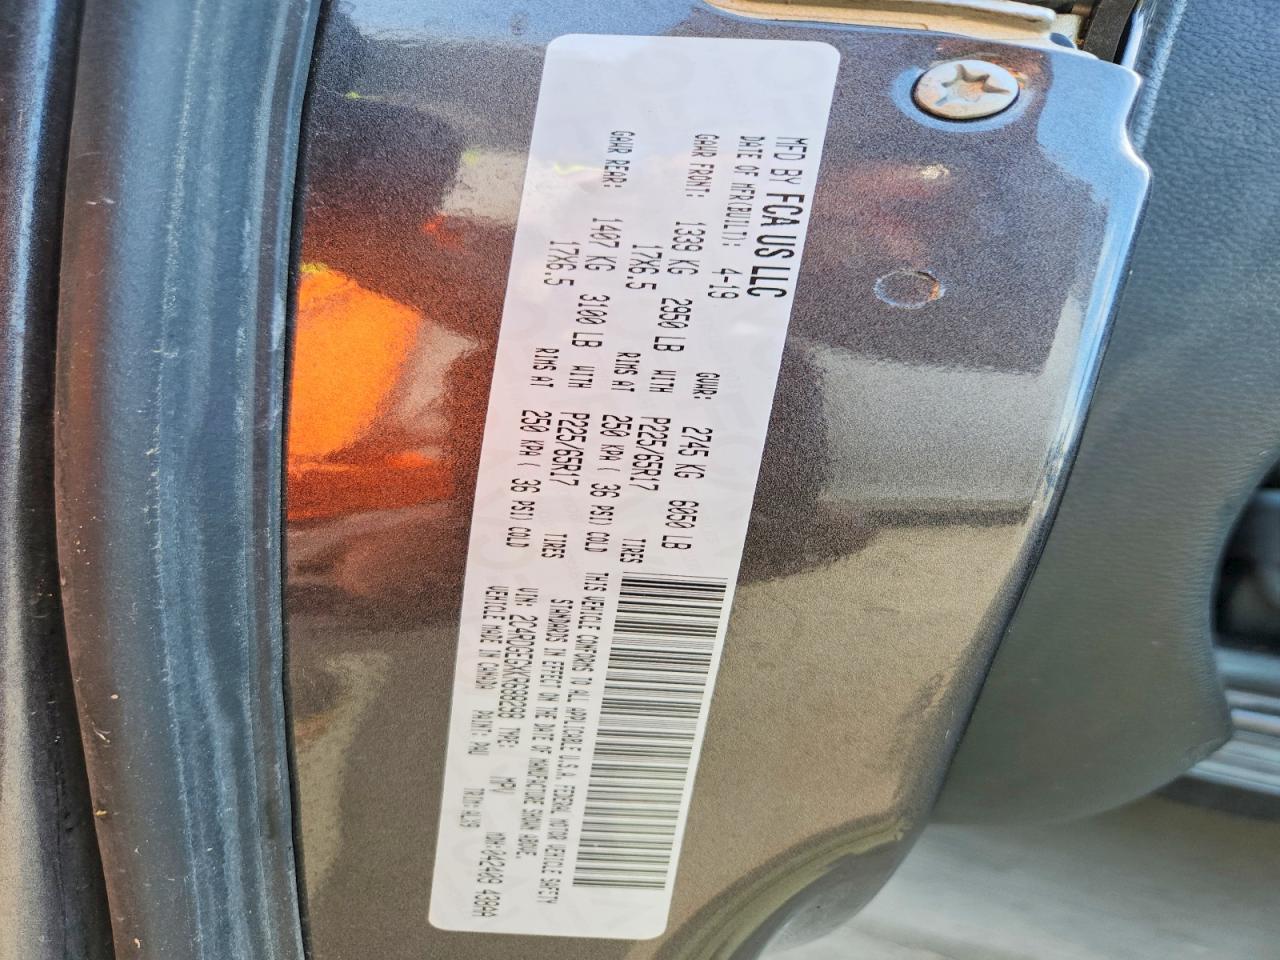 MFD BY FCA US LLC
DATE OF MFR(BUILT): 4-19 GVWR: 2745 KG 6050 LB
GAWR FRONT: 1339 KG 2950 LB WITH P225/65R17 TIRES
17X6.5 RIMS AT 250 KPA ( 36 PSI) COLD
GAWR REAR: 1407 KG 3100 LB WITH P225/65R17 TIRES
17X6.5 RIMS AT 250 KPA ( 36 PSI) COLD
THIS VEHICLE CONFORMS TO ALL APPLICABLE U.S.A. FEDERAL MOTOR VEHICLE SAFETY
STANDARDS IN EFFECT ON THE DATE OF MANUFACTURE SHOWN ABOVE.
VIN: TYPE: MPV
VEHICLE MADE IN CANADA PAINT: PAU